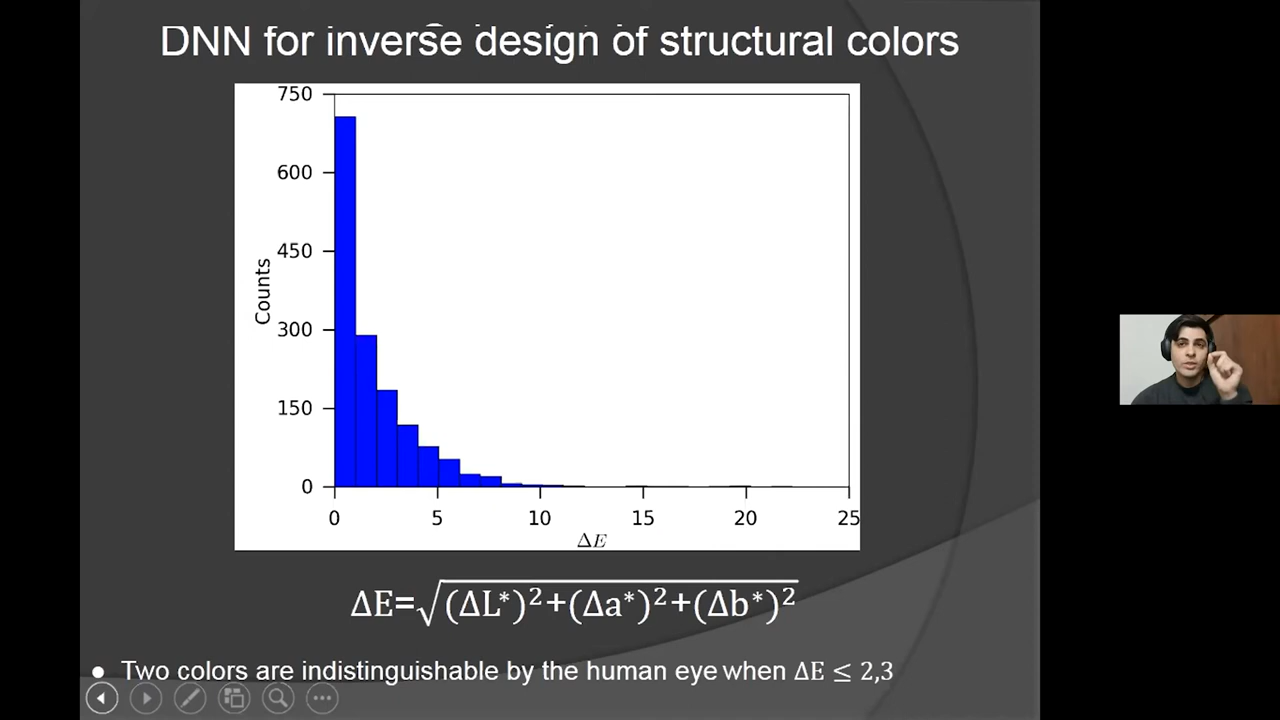 DNN for inverse design of structural colors
750
600
450
300
150
0
Counts
0 5 10 15 20 25
ΔE
ΔE=√(ΔL*)²+(Δa*)²+(Δb*)²
● Two colors are indistinguishable by the human eye when ΔE ≤ 2,3